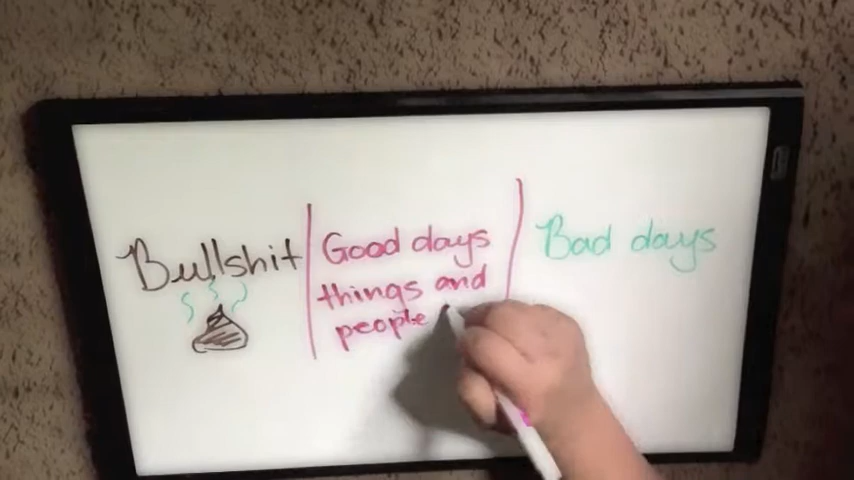 Bullshit
Good days
things and
people
Bad days